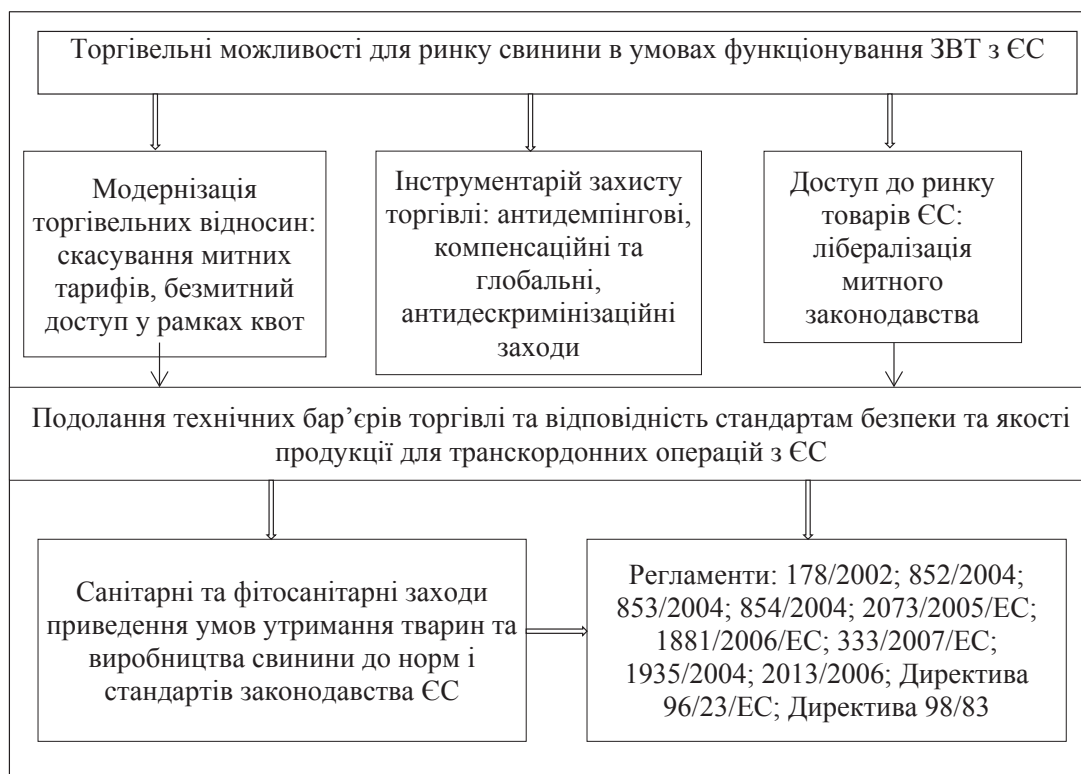 Торгівельні можливості для ринку свинини в умовах функціонування ЗВТ з ЄС
Модернізація
торгівельних відносин:
скасування митних
тарифів, безмитний
доступ у рамках квот
Інструментарій захисту
торгівлі: антидемпінгові,
компенсаційні та
глобальні,
антидескримінізаційні
заходи
Доступ до ринку
товарів ЄС:
лібералізація
митного
законодавства
Подолання технічних бар’єрів торгівлі та відповідність стандартам безпеки та якості
продукції для транскордонних операцій з ЄС
Санітарні та фітосанітарні заходи
приведення умов утримання тварин та
виробництва свинини до норм і
стандартів законодавства ЄС
Регламенти: 178/2002; 852/2004;
853/2004; 854/2004; 2073/2005/ЕС;
1881/2006/ЕС; 333/2007/ЕС;
1935/2004; 2013/2006; Директива
96/23/ЕС; Директива 98/83